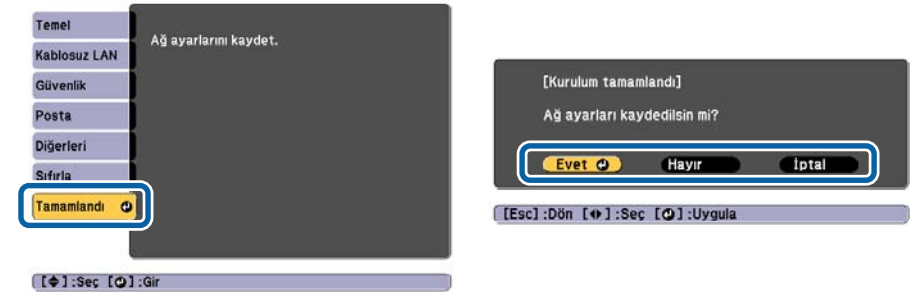 Temel
Kablosuz LAN
Güvenlik
Posta
Diğerleri
Sıfırla
Tamamlandı
Ağ ayarlarını kaydet.
[ ] :Seç [ ] :Gir
[Kurulum tamamlandı]
Ağ ayarları kaydedilsin mi?
Evet Hayır İptal
[Esc] :Dön [ ] :Seç [ ] :Uygula